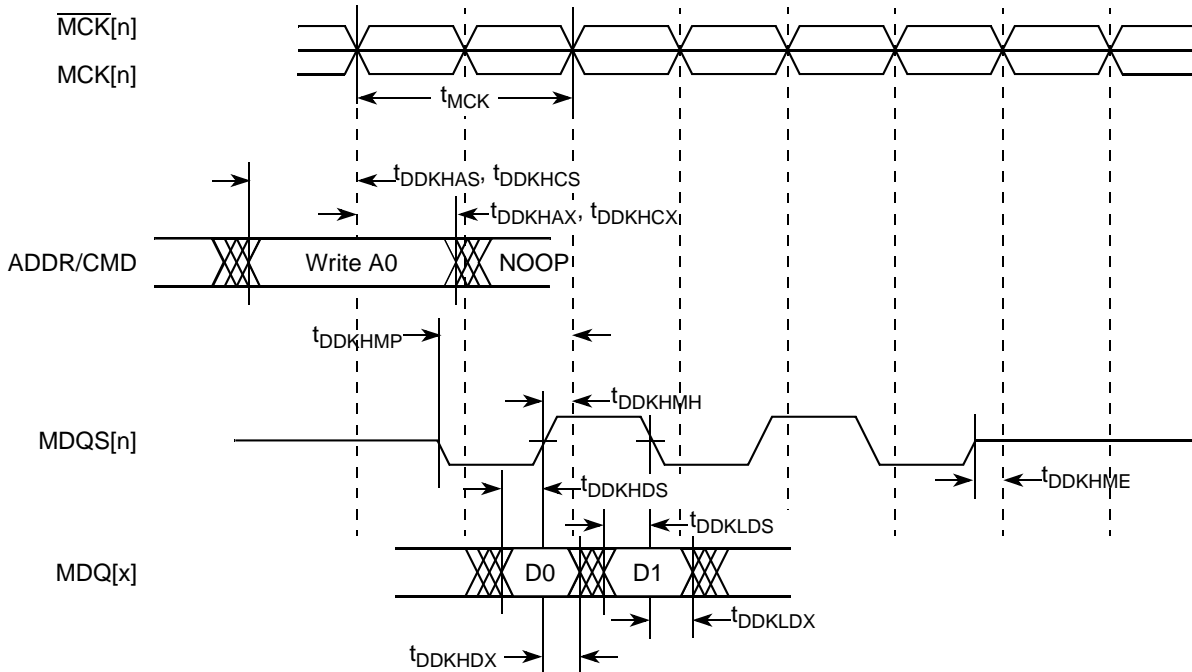 MCK[n]
MCK[n]
tMCK
tDDKHAS, tDDKHCS
tDDKHAX, tDDKHCX
ADDR/CMD
Write A0
NOOP
tDDKHMP
tDDKHMH
MDQS[n]
tDDKHDS
tDDKHME
tDDKLDS
MDQ[x]
D0
D1
tDDKLDX
tDDKHDX